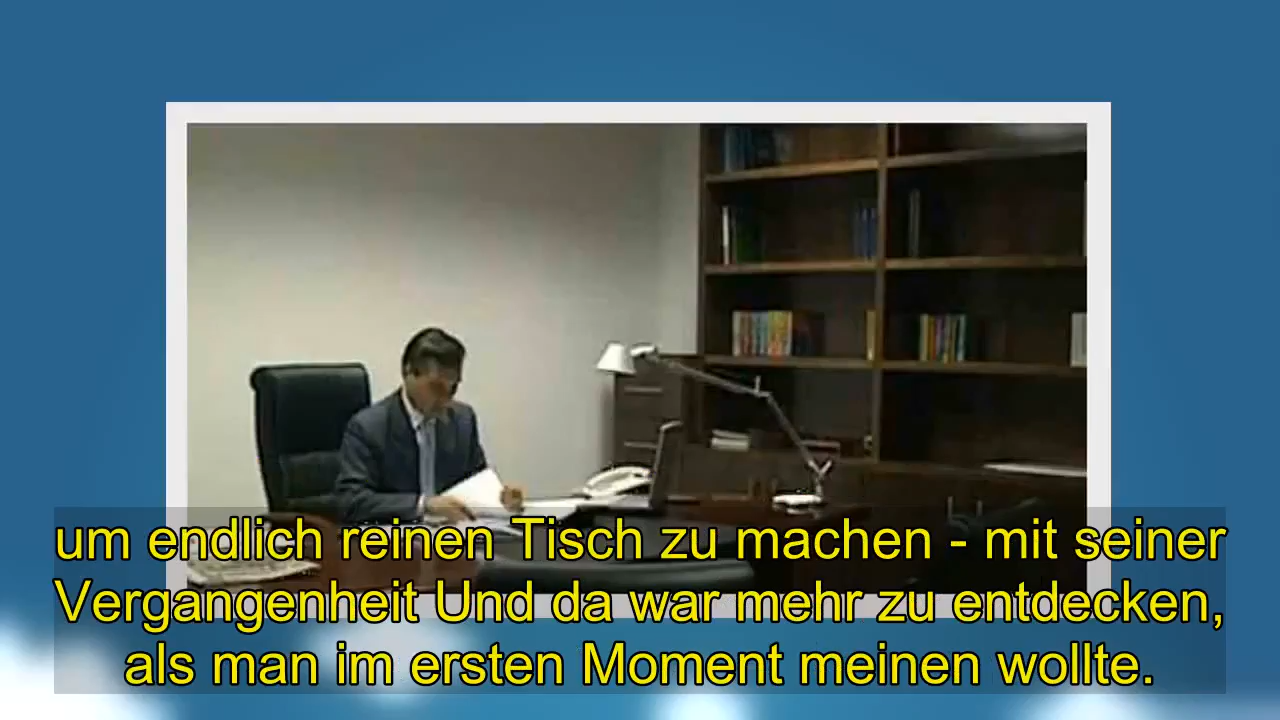 um endlich reinen Tisch zu machen - mit seiner
Vergangenheit Und da war mehr zu entdecken,
als man im ersten Moment meinen wollte.